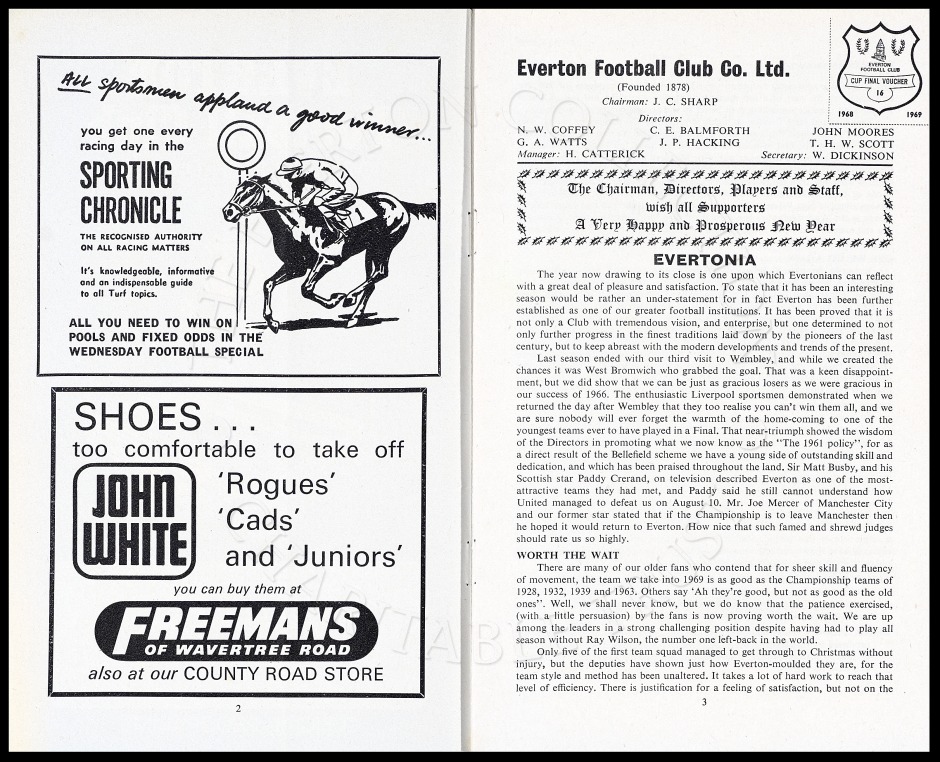 ALL sportsmen applaud a good winner...
you get one every
racing day in the
SPORTING
CHRONICLE
THE RECOGNISED AUTHORITY
ON ALL RACING MATTERS
It's knowledgeable, informative
and an indispensable guide
to all Turf topics.
1
ALL YOU NEED TO WIN ON
POOLS AND FIXED ODDS IN THE
WEDNESDAY FOOTBALL SPECIAL
SHOES . . .
too comfortable to take off
JOHN
WHITE
'Rogues'
'Cads'
and 'Juniors'
you can buy them at
FREEMANS
OF WAVERTREE ROAD
also at our COUNTY ROAD STORE
2
Everton Football Club Co. Ltd.
(Founded 1878)
Chairman: J. C. SHARP
Directors:
N. W. COFFEY C. E. BALMFORTH JOHN MOORES
G. A. WATTS J. P. HACKING T. H. W. SCOTT
Manager: H. CATTERICK Secretary: W. DICKINSON
EVERTON
FOOTBALL CLUB
CUP FINAL VOUCHER
16
1968 1969
The Chairman, Directors, Players and Staff,
wish all Supporters
A Very Happy and Prosperous New Year
EVERTONIA
The year now drawing to its close is one upon which Evertonians can reflect
with a great deal of pleasure and satisfaction. To state that it has been an interesting
season would be rather an under-statement for in fact Everton has been further
established as one of our greater football institutions. It has been proved that it is
not only a Club with tremendous vision, and enterprise, but one determined to not
only further progress in the finest traditions laid down by the pioneers of the last
century, but to keep abreast with the modern developments and trends of the present.
Last season ended with our third visit to Wembley, and while we created the
chances it was West Bromwich who grabbed the goal. That was a keen disappoint-
ment, but we did show that we can be just as gracious losers as we were gracious in
our success of 1966. The enthusiastic Liverpool sportsmen demonstrated when we
returned the day after Wembley that they too realise you can't win them all, and we
are sure nobody will ever forget the warmth of the home-coming to one of the
youngest teams ever to have played in a Final. That near-triumph showed the wisdom
of the Directors in promoting what we now know as the "The 1961 policy", for as
a direct result of the Bellefield scheme we have a young side of outstanding skill and
dedication, and which has been praised throughout the land. Sir Matt Busby, and his
Scottish star Paddy Crerand, on television described Everton as one of the most-
attractive teams they had met, and Paddy said he still cannot understand how
United managed to defeat us on August 10. Mr. Joe Mercer of Manchester City
and our former star stated that if the Championship is to leave Manchester then
he hoped it would return to Everton. How nice that such famed and shrewd judges
should rate us so highly.
WORTH THE WAIT
There are many of our older fans who contend that for sheer skill and fluency
of movement, the team we take into 1969 is as good as the Championship teams of
1928, 1932, 1939 and 1963. Others say 'Ah they're good, but not as good as the old
ones". Well, we shall never know, but we do know that the patience exercised,
(with a little persuasion) by the fans is now proving worth the wait. We are up
among the leaders in a strong challenging position despite having had to play all
season without Ray Wilson, the number one left-back in the world.
Only five of the first team squad managed to get through to Christmas without
injury, but the deputies have shown just how Everton-moulded they are, for the
team style and method has been unaltered. It takes a lot of hard work to reach that
level of efficiency. There is justification for a feeling of satisfaction, but not on the
3